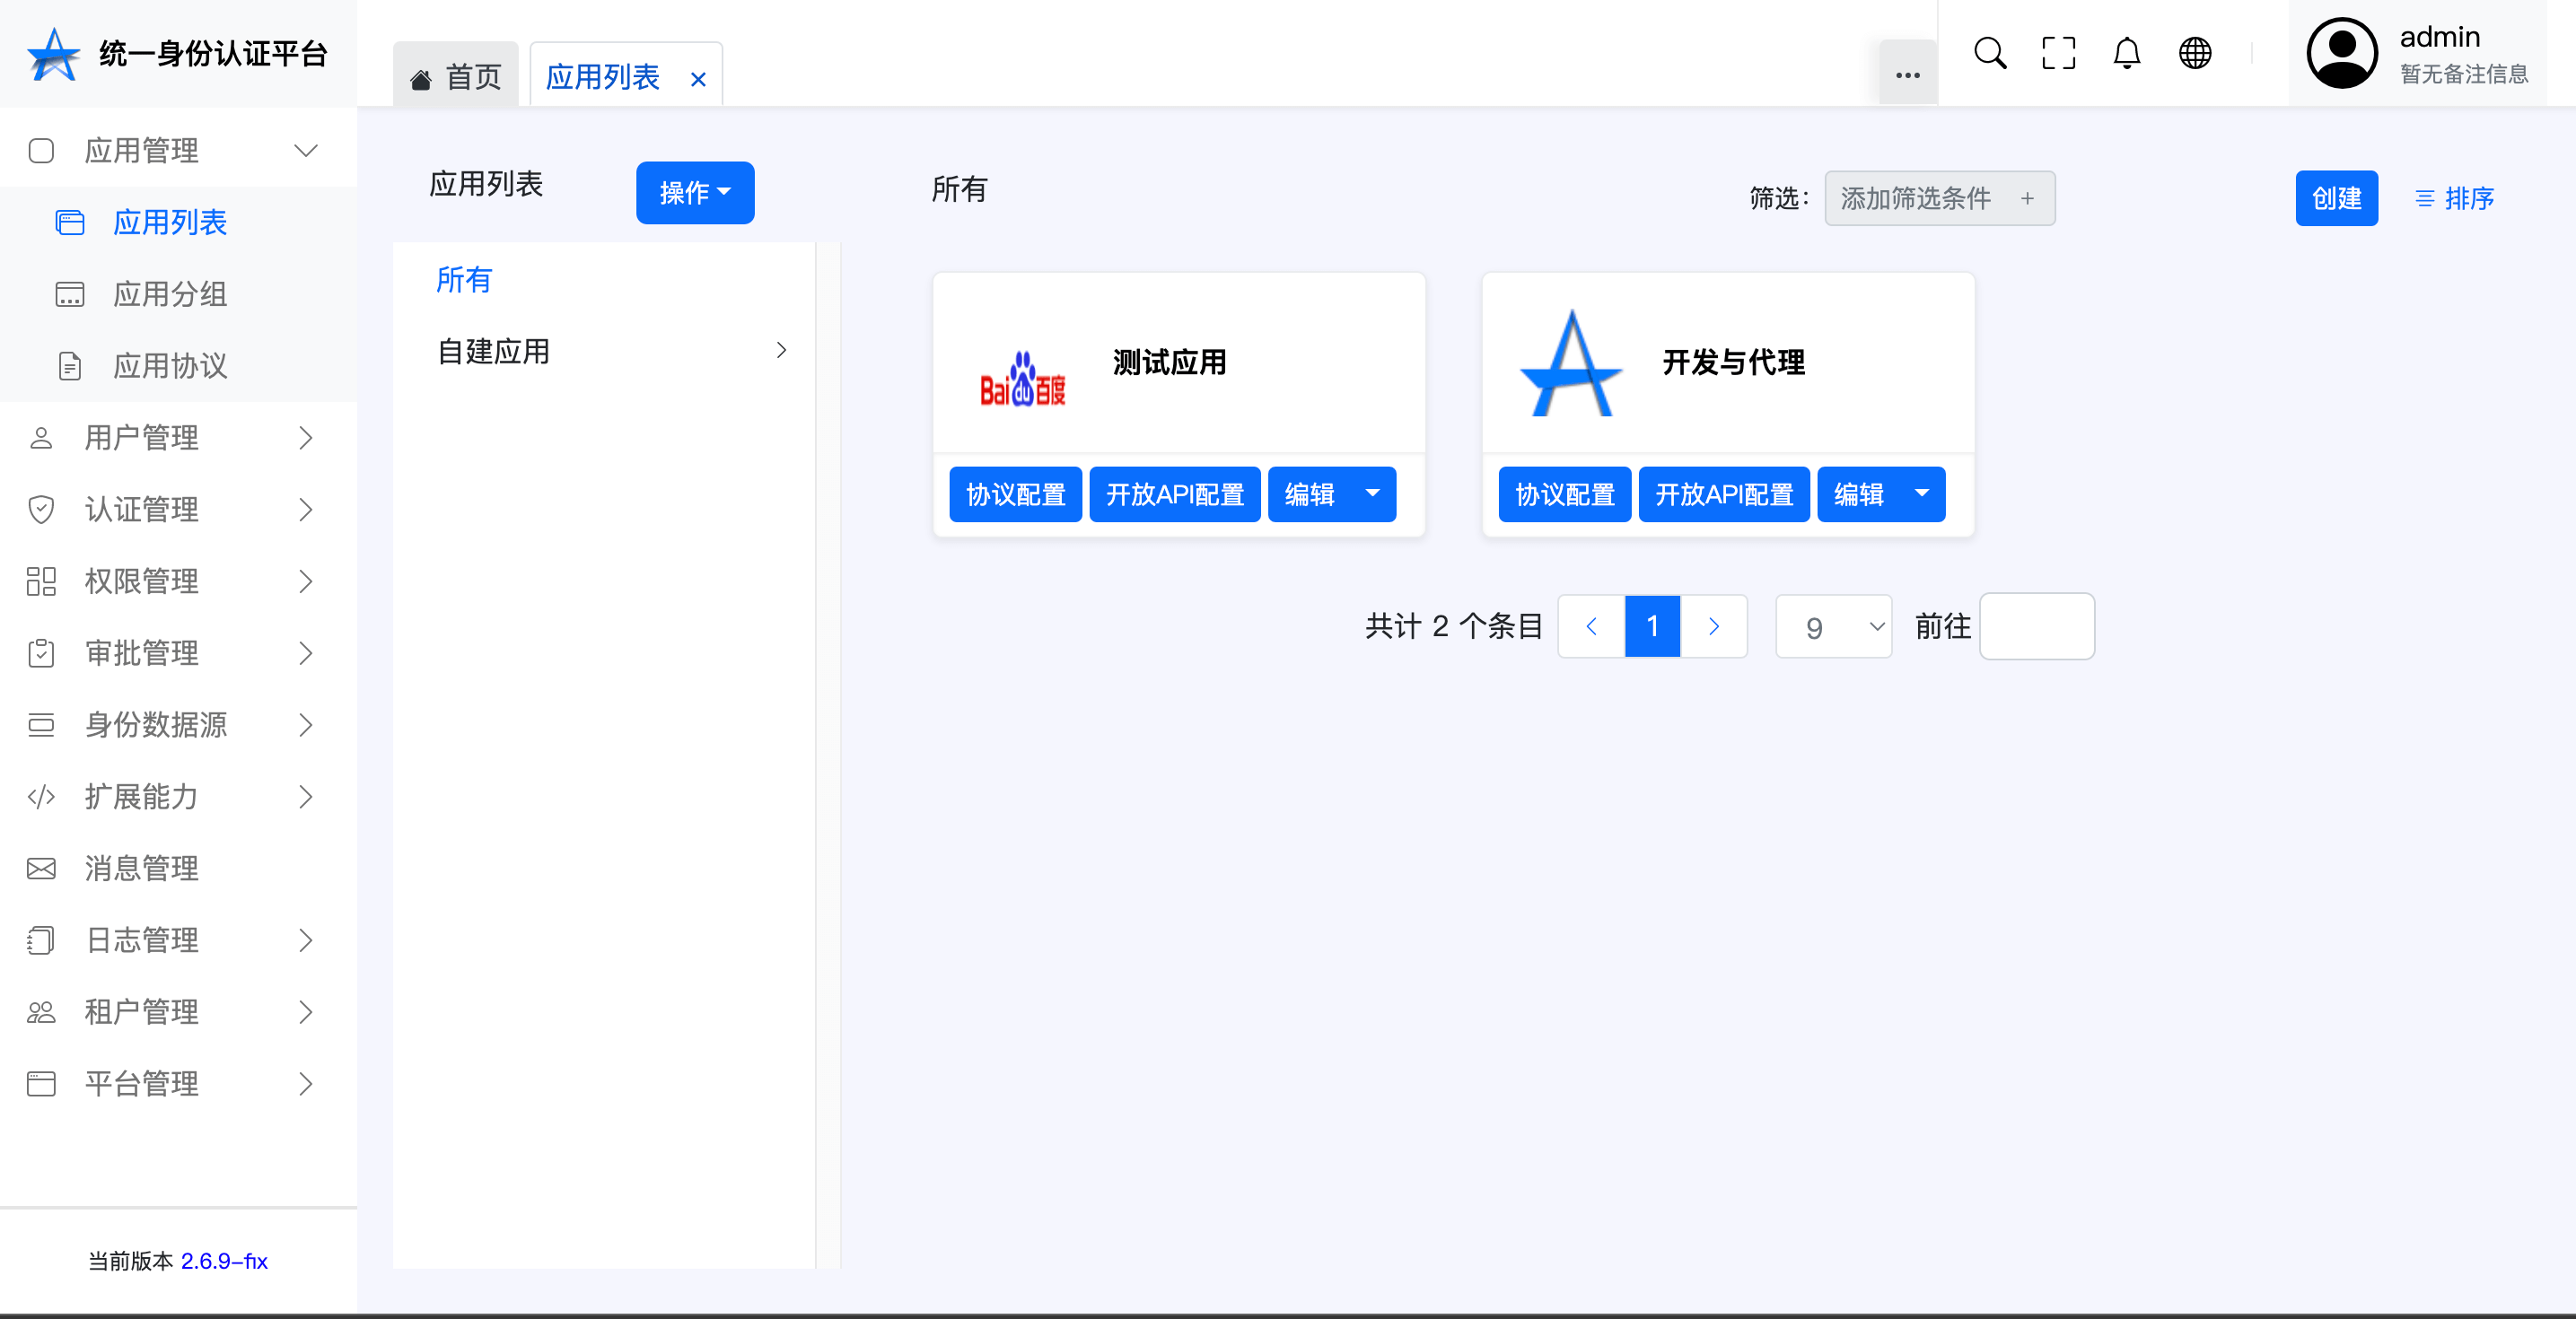 统一身份认证平台
首页
应用列表
admin
暂无备注信息
应用管理
应用列表
应用分组
应用协议
用户管理
认证管理
权限管理
审批管理
身份数据源
扩展能力
消息管理
日志管理
租户管理
平台管理
当前版本 2.6.9-fix
应用列表
操作
所有
自建应用
所有
筛选：
添加筛选条件 +
创建
排序
Bai du 百度
测试应用
协议配置
开放API配置
编辑
开发与代理
协议配置
开放API配置
编辑
共计 2 个条目
1
9
前往